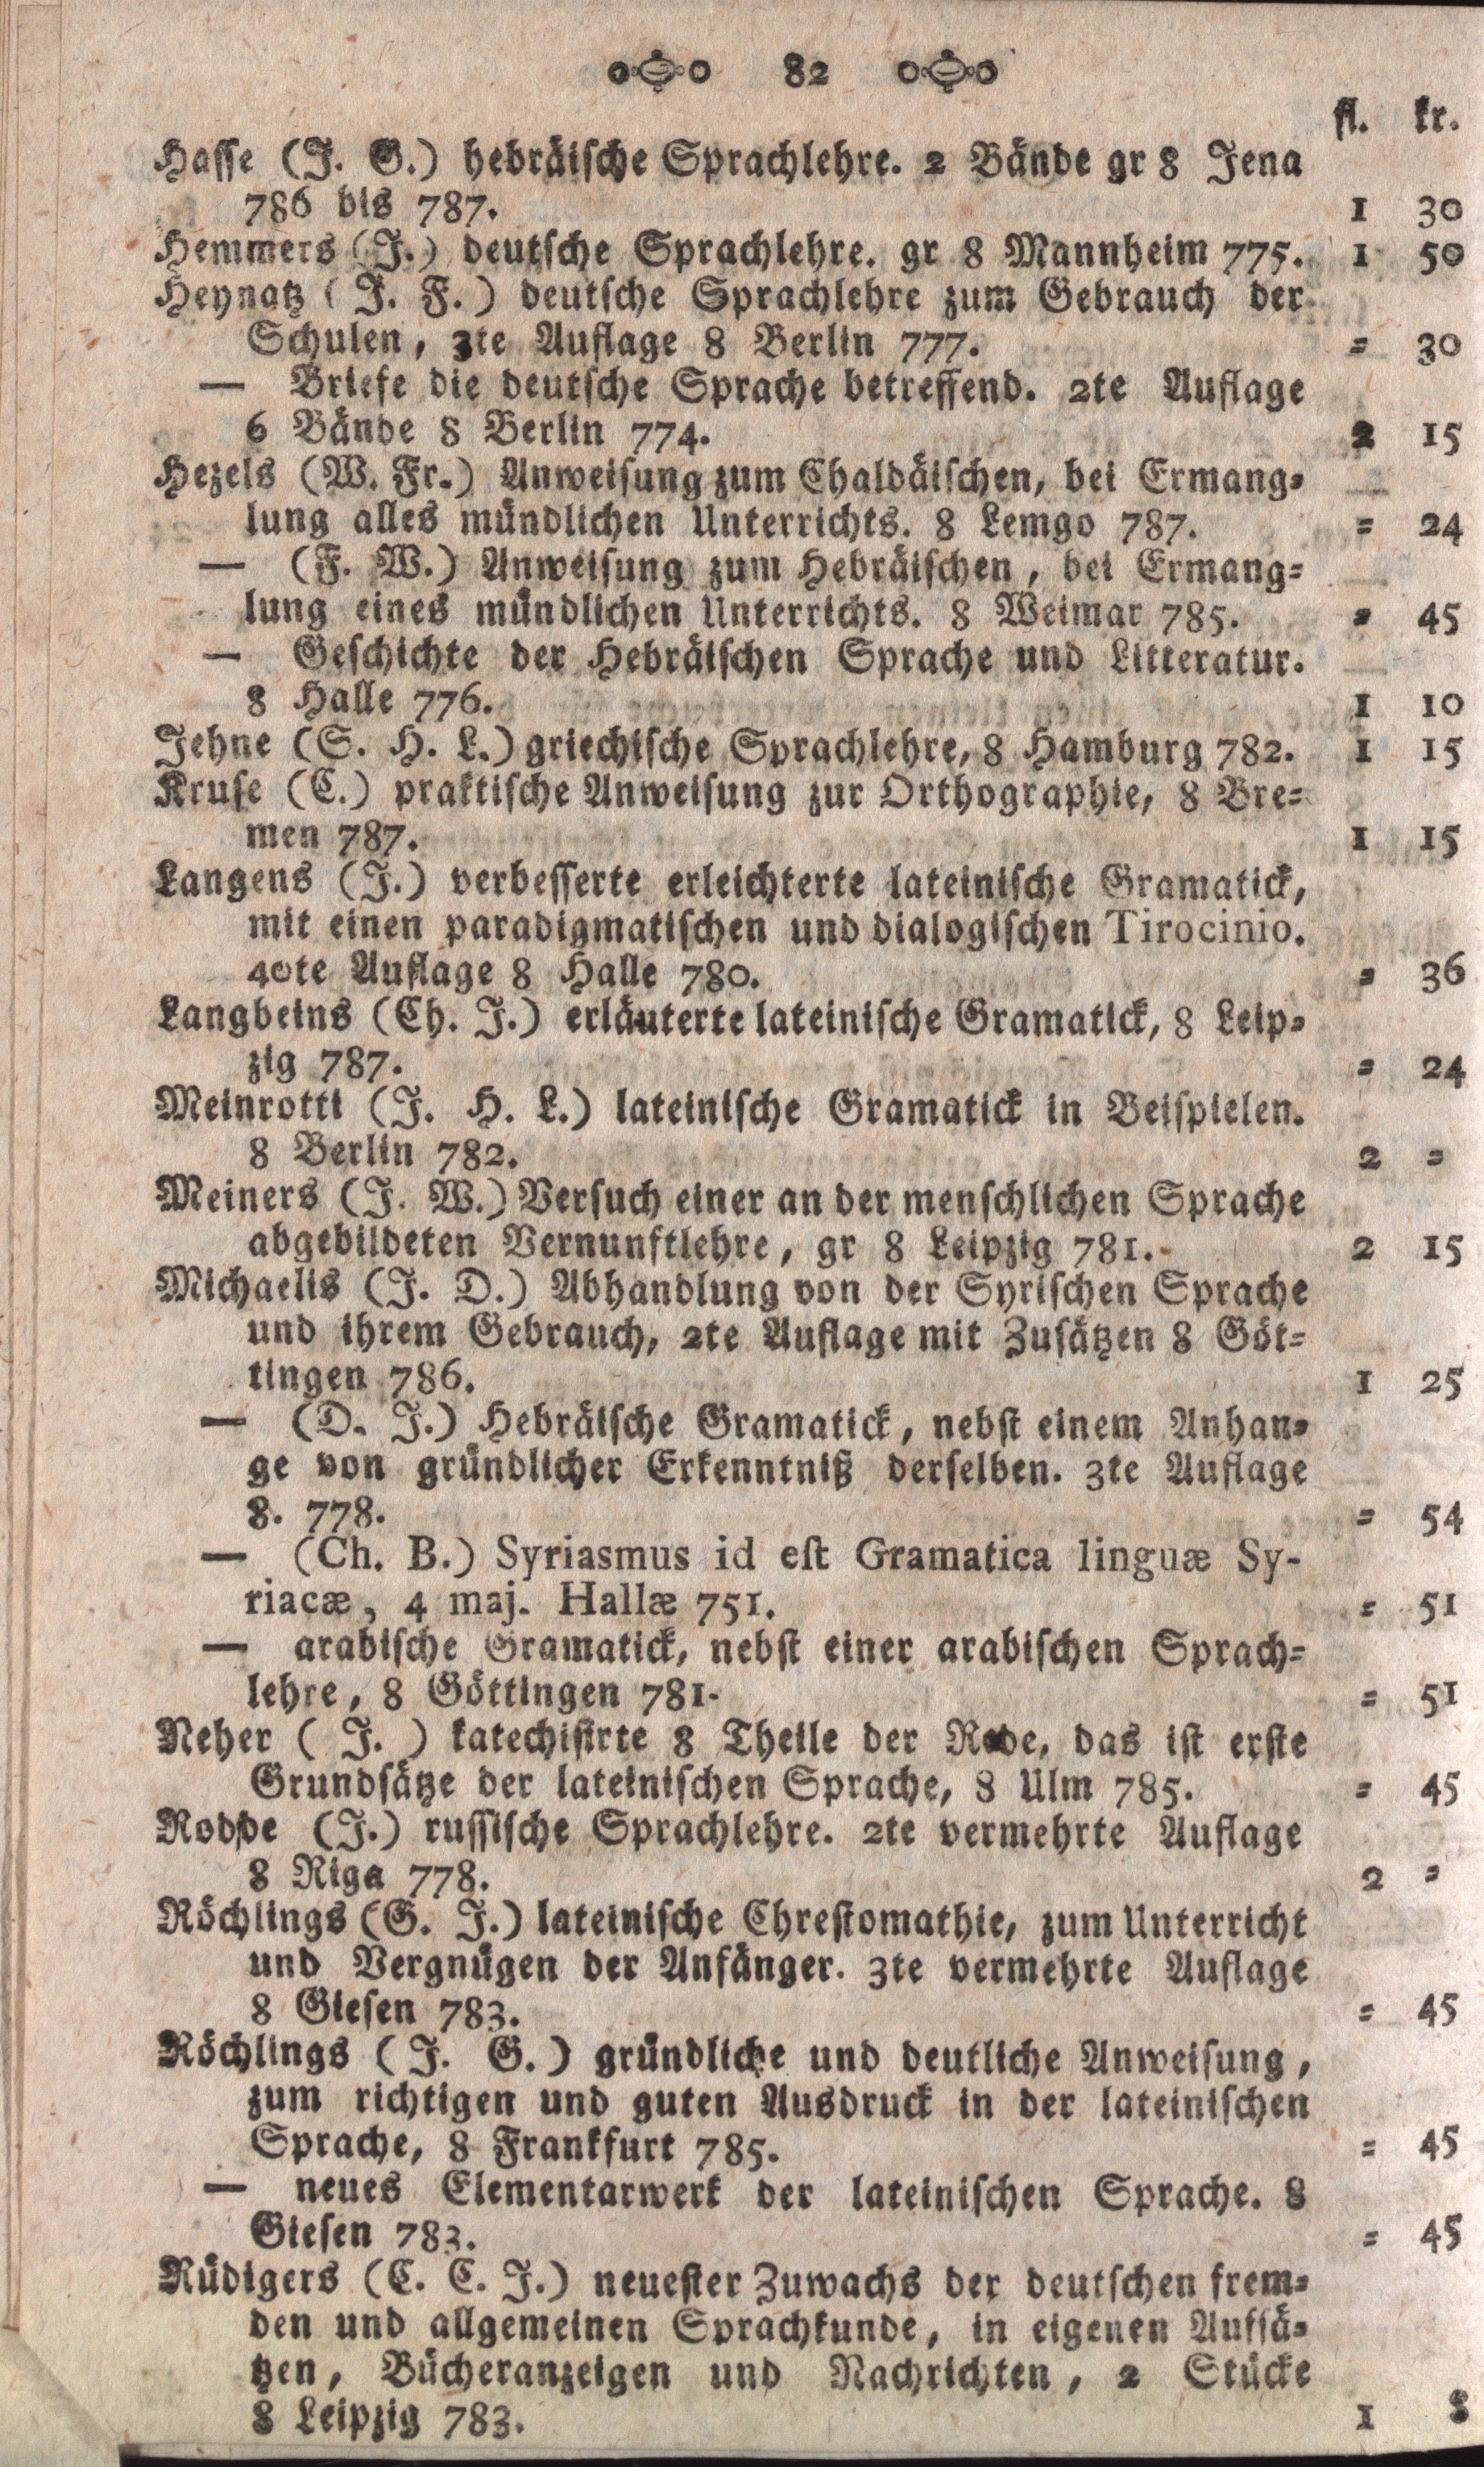 82
fl. kr.
Hasse (J. G.) hebräische Sprachlehre. 2 Bände gr 8 Jena
786 bis 787. 1 30
Hemmers (J.) deutsche Sprachlehre. gr 8 Mannheim 775. 1 50
Heynatz (J. F.) deutsche Sprachlehre zum Gebrauch der
Schulen, 3te Auflage 8 Berlin 777. = 30
— Briefe die deutsche Sprache betreffend. 2te Auflage
6 Bände 8 Berlin 774. 2 15
Hezels (W. Fr.) Anweisung zum Chaldäischen, bei Ermang=
lung alles mündlichen Unterrichts. 8 Lemgo 787. = 24
— (F. W.) Anweisung zum Hebräischen, bei Ermang=
lung eines mündlichen Unterrichts. 8 Weimar 785. = 45
— Geschichte der Hebräischen Sprache und Litteratur.
8 Halle 776. 1 10
Jehne (S. H. L.) griechische Sprachlehre, 8 Hamburg 782. 1 15
Kruse (C.) praktische Anweisung zur Orthographie, 8 Bre=
men 787. 1 15
Langens (J.) verbesserte erleichterte lateinische Gramatick,
mit einen paradigmatischen und dialogischen Tirocinio.
40te Auflage 8 Halle 780. = 36
Langbeins (Ch. J.) erläuterte lateinische Gramatick, 8 Leip=
zig 787. = 24
Meinrotti (J. H. L.) lateinische Gramatick in Beispielen.
8 Berlin 782. 2 =
Meiners (J. W.) Versuch einer an der menschlichen Sprache
abgebildeten Vernunftlehre, gr 8 Leipzig 781. 2 15
Michaelis (J. D.) Abhandlung von der Syrischen Sprache
und ihrem Gebrauch, 2te Auflage mit Zusätzen 8 Göt=
tingen 786. 1 25
— (D. J.) Hebräische Gramatick, nebst einem Anhan=
ge von gründlicher Erkenntniß derselben. 3te Auflage
8. 778. = 54
— (Ch. B.) Syriasmus id est Gramatica linguæ Sy-
riacæ, 4 maj. Hallæ 751. = 51
— arabische Gramatick, nebst einer arabischen Sprach=
lehre, 8 Göttingen 781. = 51
Neher ( J. ) katechisirte 8 Theile der Rede, das ist erste
Grundsätze der lateinischen Sprache, 8 Ulm 785. = 45
Rodde (J.) russische Sprachlehre. 2te vermehrte Auflage
8 Riga 778. 2 =
Röchlings (G. J.) lateinische Chrestomathie, zum Unterricht
und Vergnügen der Anfänger. 3te vermehrte Auflage
8 Giesen 783. = 45
Röchlings (J. G.) gründliche und deutliche Anweisung,
zum richtigen und guten Ausdruck in der lateinischen
Sprache, 8 Frankfurt 785. = 45
— neues Elementarwerk der lateinischen Sprache. 8
Giesen 783. = 45
Rüdigers (C. C. J.) neuester Zuwachs der deutschen frem=
den und allgemeinen Sprachkunde, in eigenen Aufsä=
tzen, Bücheranzeigen und Nachrichten, 2 Stücke
8 Leipzig 783. 1 8